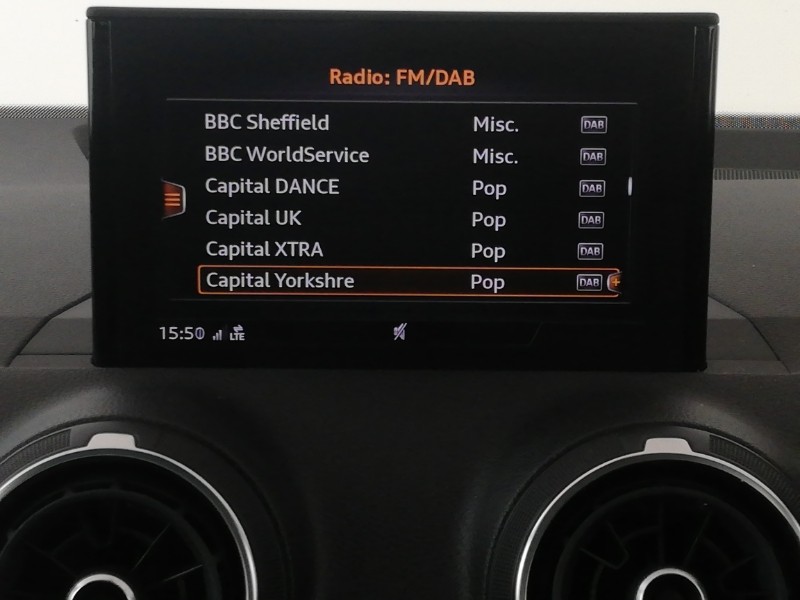 Radio: FM/DAB
BBC Sheffield Misc. DAB
BBC WorldService Misc. DAB
Capital DANCE Pop DAB
Capital UK Pop DAB
Capital XTRA Pop DAB
Capital Yorkshre Pop DAB
15:50 LTE